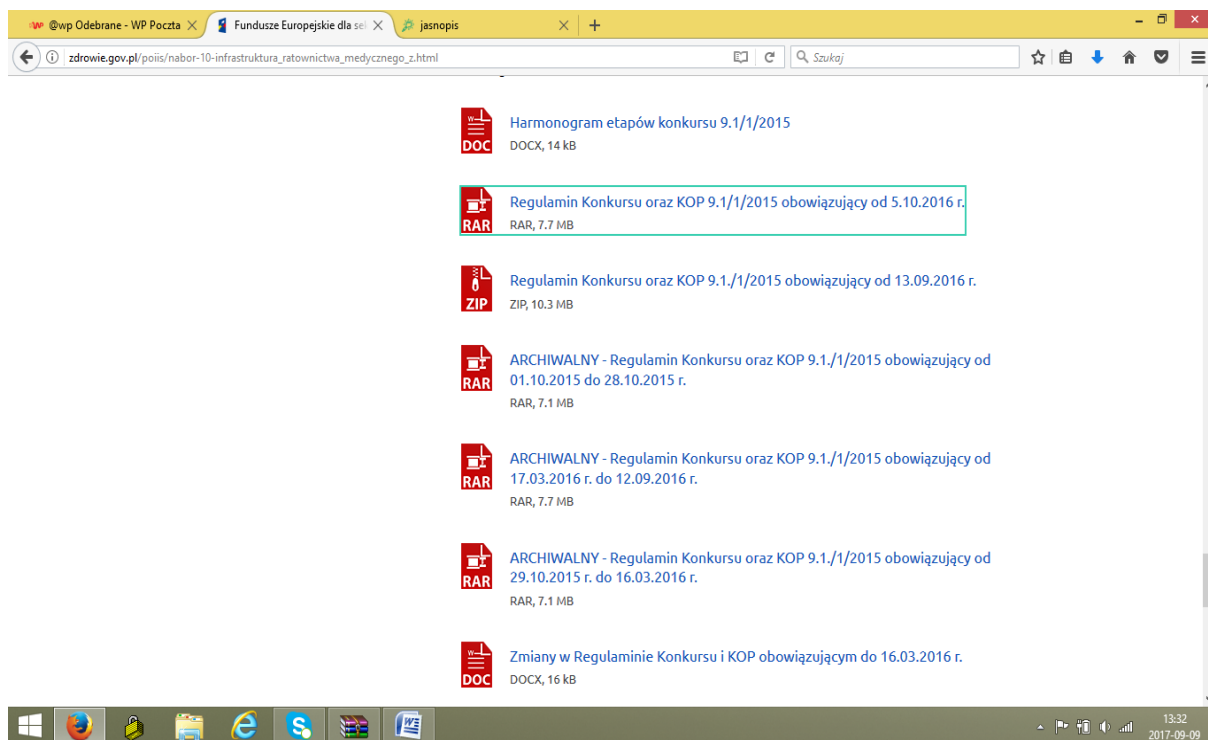 @wp Odebrane - WP Poczta
Fundusze Europejskie dla se
jasnopis
zdrowie.gov.pl/poiis/nabor-10-infrastruktura_ratownictwa_medycznego_z.html
Szukaj
DOC
Harmonogram etapów konkursu 9.1/1/2015
DOCX, 14 kB
RAR
Regulamin Konkursu oraz KOP 9.1/1/2015 obowiązujący od 5.10.2016 r.
RAR, 7.7 MB
ZIP
Regulamin Konkursu oraz KOP 9.1./1/2015 obowiązujący od 13.09.2016 r.
ZIP, 10.3 MB
RAR
ARCHIWALNY - Regulamin Konkursu oraz KOP 9.1./1/2015 obowiązujący od
01.10.2015 do 28.10.2015 r.
RAR, 7.1 MB
RAR
ARCHIWALNY - Regulamin Konkursu oraz KOP 9.1./1/2015 obowiązujący od
17.03.2016 r. do 12.09.2016 r.
RAR, 7.7 MB
RAR
ARCHIWALNY - Regulamin Konkursu oraz KOP 9.1./1/2015 obowiązujący od
29.10.2015 r. do 16.03.2016 r.
RAR, 7.1 MB
DOC
Zmiany w Regulaminie Konkursu i KOP obowiązującym do 16.03.2016 r.
DOCX, 16 kB
13:32
2017-09-09